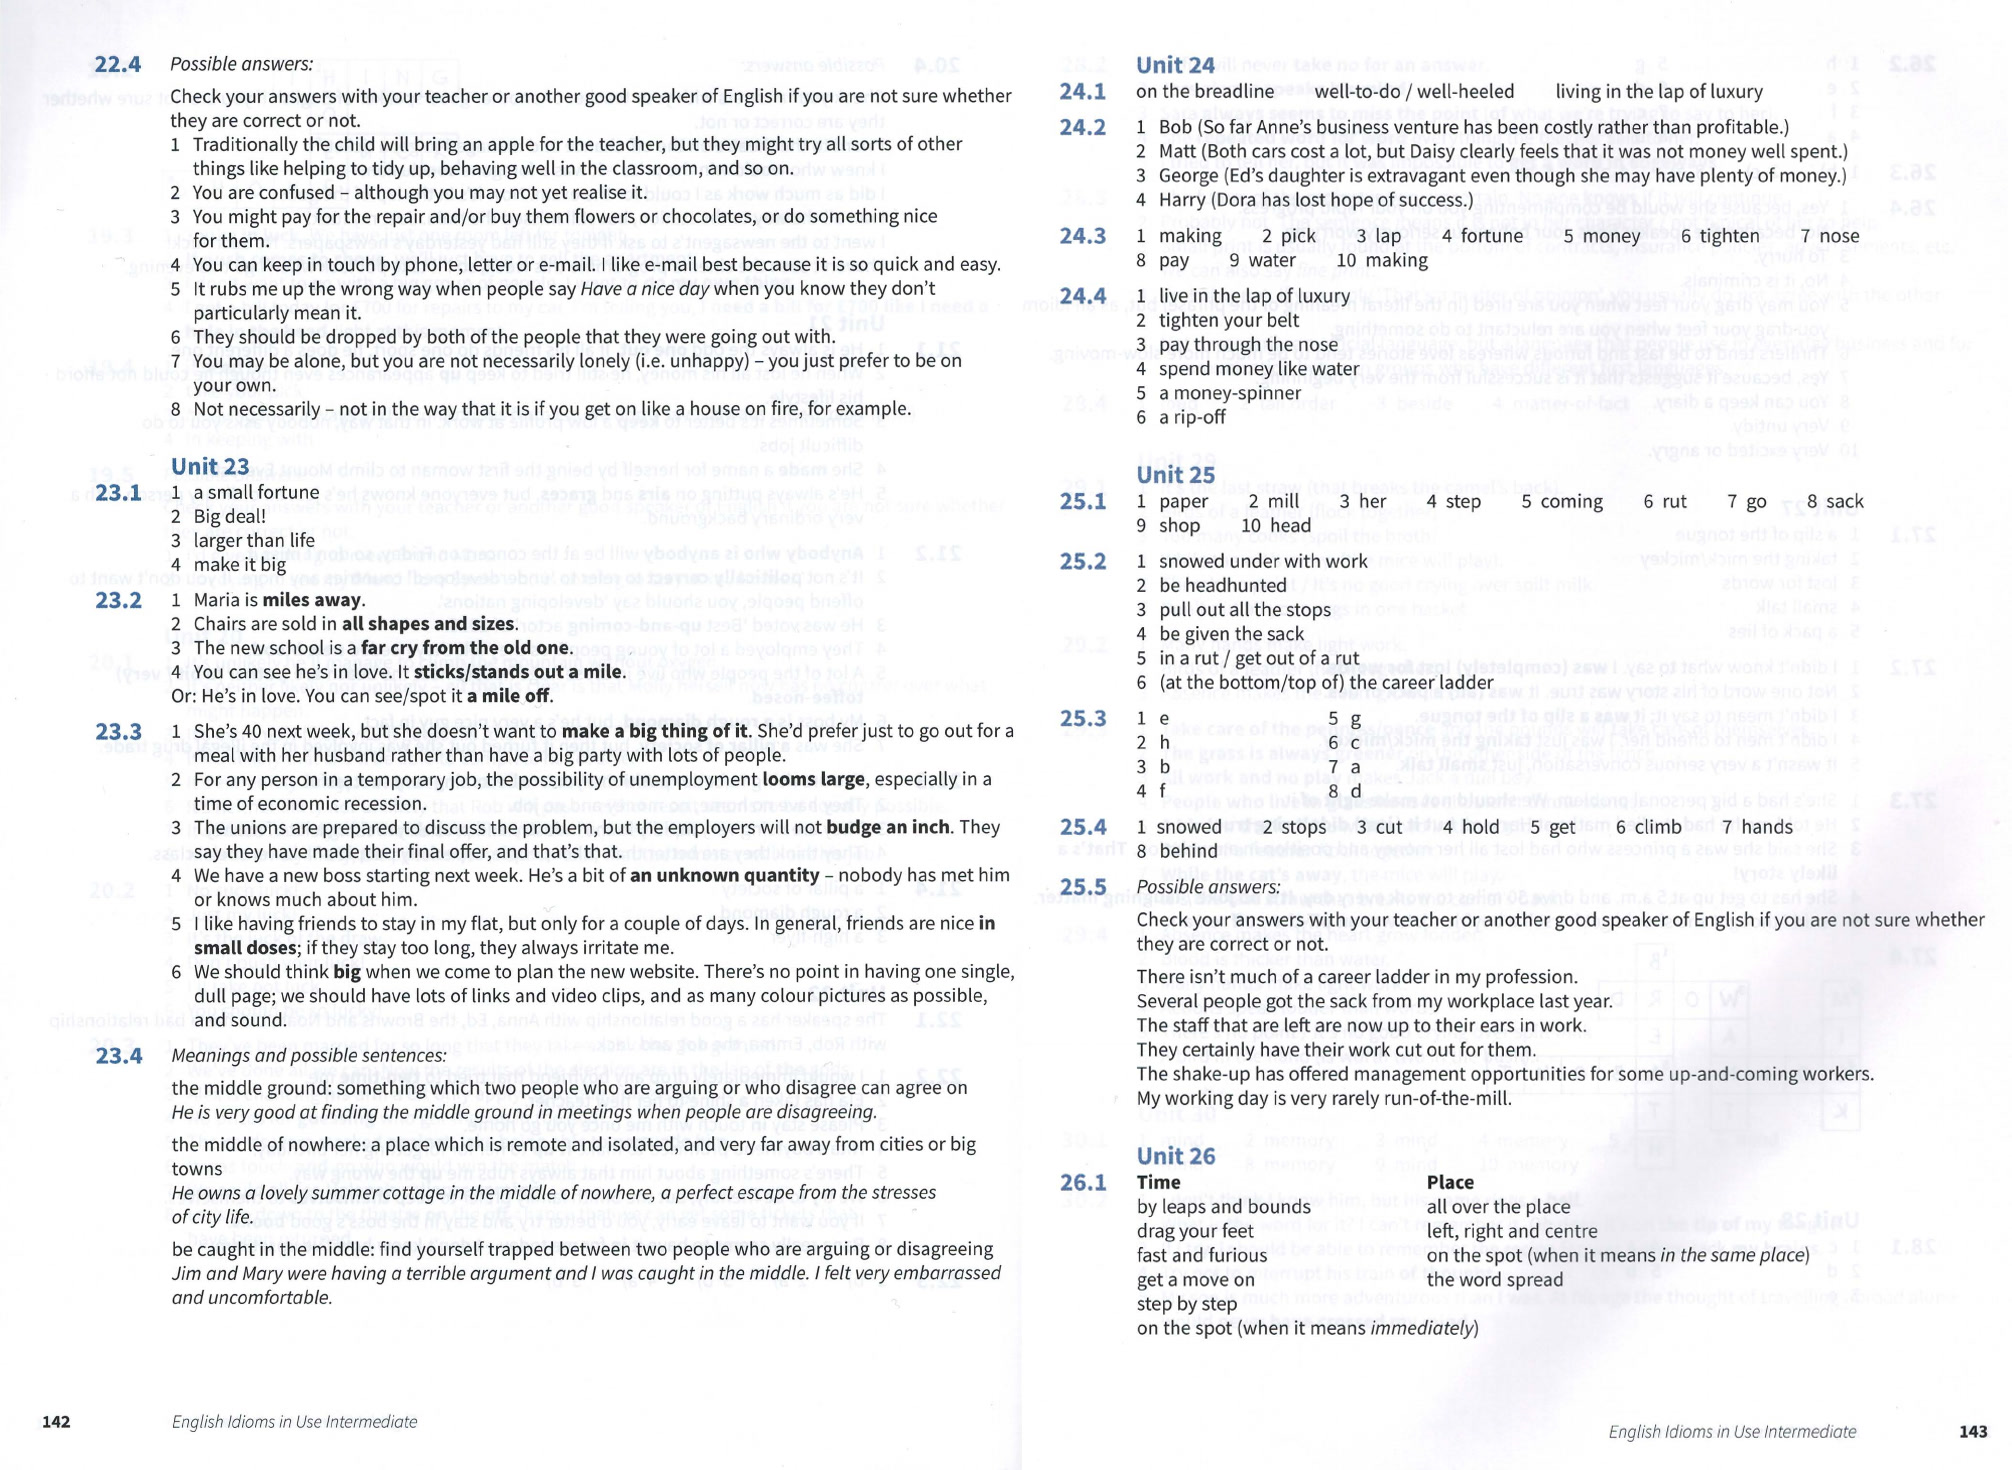 22.4 Possible answers:
Check your answers with your teacher or another good speaker of English if you are not sure whether
they are correct or not.
1 Traditionally the child will bring an apple for the teacher, but they might try all sorts of other
things like helping to tidy up, behaving well in the classroom, and so on.
2 You are confused – although you may not yet realise it.
3 You might pay for the repair and/or buy them flowers or chocolates, or do something nice
for them.
4 You can keep in touch by phone, letter or e-mail. I like e-mail best because it is so quick and easy.
5 It rubs me up the wrong way when people say Have a nice day when you know they don't
particularly mean it.
6 They should be dropped by both of the people that they were going out with.
7 You may be alone, but you are not necessarily lonely (i.e. unhappy) – you just prefer to be on
your own.
8 Not necessarily – not in the way that it is if you get on like a house on fire, for example.
Unit 23
23.1 1 a small fortune
2 Big deal!
3 larger than life
4 make it big
23.2 1 Maria is miles away.
2 Chairs are sold in all shapes and sizes.
3 The new school is a far cry from the old one.
4 You can see he's in love. It sticks/stands out a mile.
Or: He's in love. You can see/spot it a mile off.
23.3 1 She's 40 next week, but she doesn't want to make a big thing of it. She'd prefer just to go out for a
meal with her husband rather than have a big party with lots of people.
2 For any person in a temporary job, the possibility of unemployment looms large, especially in a
time of economic recession.
3 The unions are prepared to discuss the problem, but the employers will not budge an inch. They
say they have made their final offer, and that's that.
4 We have a new boss starting next week. He's a bit of an unknown quantity – nobody has met him
or knows much about him.
5 I like having friends to stay in my flat, but only for a couple of days. In general, friends are nice in
small doses; if they stay too long, they always irritate me.
6 We should think big when we come to plan the new website. There's no point in having one single,
dull page; we should have lots of links and video clips, and as many colour pictures as possible,
and sound.
23.4 Meanings and possible sentences:
the middle ground: something which two people who are arguing or who disagree can agree on
He is very good at finding the middle ground in meetings when people are disagreeing.
the middle of nowhere: a place which is remote and isolated, and very far away from cities or big
towns
He owns a lovely summer cottage in the middle of nowhere, a perfect escape from the stresses
of city life.
be caught in the middle: find yourself trapped between two people who are arguing or disagreeing
Jim and Mary were having a terrible argument and I was caught in the middle. I felt very embarrassed
and uncomfortable.
142 English Idioms in Use Intermediate
Unit 24
24.1 on the breadline well-to-do / well-heeled living in the lap of luxury
24.2 1 Bob (So far Anne's business venture has been costly rather than profitable.)
2 Matt (Both cars cost a lot, but Daisy clearly feels that it was not money well spent.)
3 George (Ed's daughter is extravagant even though she may have plenty of money.)
4 Harry (Dora has lost hope of success.)
24.3 1 making 2 pick 3 lap 4 fortune 5 money 6 tighten 7 nose
8 pay 9 water 10 making
24.4 1 live in the lap of luxury
2 tighten your belt
3 pay through the nose
4 spend money like water
5 a money-spinner
6 a rip-off
Unit 25
25.1 1 paper 2 mill 3 her 4 step 5 coming 6 rut 7 go 8 sack
9 shop 10 head
25.2 1 snowed under with work
2 be headhunted
3 pull out all the stops
4 be given the sack
5 in a rut / get out of a rut
6 (at the bottom/top of) the career ladder
25.3 1 e 5 g
2 h 6 c
3 b 7 a
4 f 8 d
25.4 1 snowed 2 stops 3 cut 4 hold 5 get 6 climb 7 hands
8 behind
25.5 Possible answers:
Check your answers with your teacher or another good speaker of English if you are not sure whether
they are correct or not.
There isn't much of a career ladder in my profession.
Several people got the sack from my workplace last year.
The staff that are left are now up to their ears in work.
They certainly have their work cut out for them.
The shake-up has offered management opportunities for some up-and-coming workers.
My working day is very rarely run-of-the-mill.
Unit 26
26.1 Time Place
by leaps and bounds all over the place
drag your feet left, right and centre
fast and furious on the spot (when it means in the same place)
get a move on the word spread
step by step
on the spot (when it means immediately)
English Idioms in Use Intermediate 143